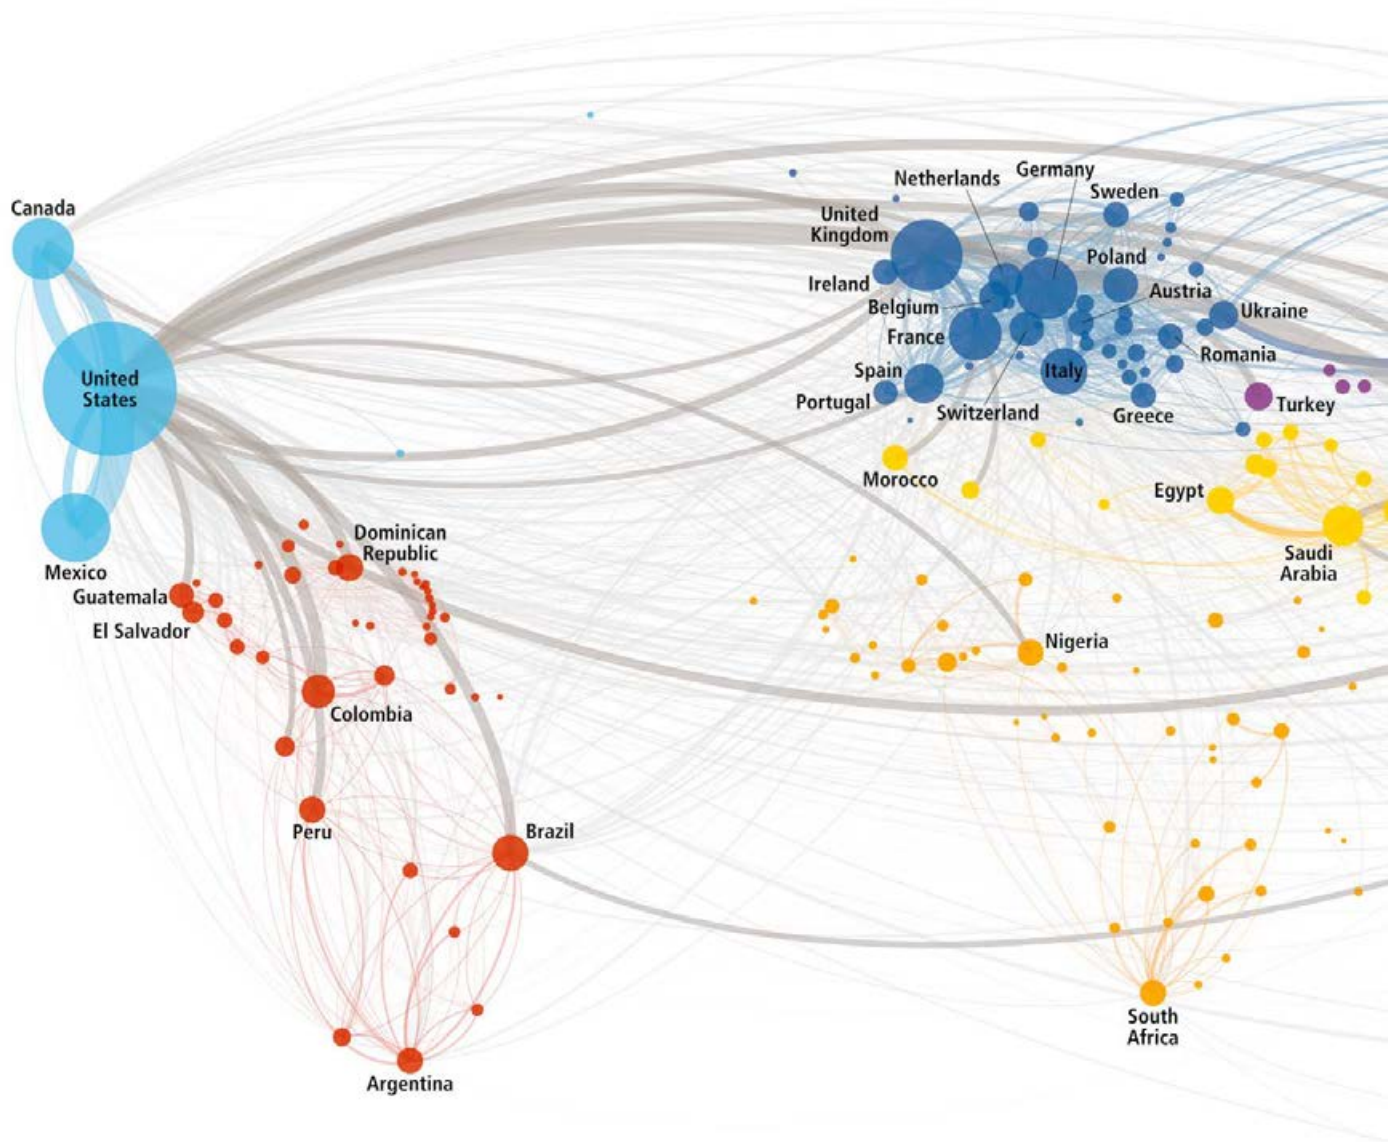 Canada
United
States
Mexico
Guatemala
El Salvador
Dominican
Republic
Colombia
Peru
Brazil
Argentina
Netherlands
Germany
Sweden
United
Kingdom
Poland
Ireland
Austria
Belgium
Ukraine
France
Romania
Spain
Italy
Portugal
Switzerland
Greece
Turkey
Morocco
Egypt
Saudi
Arabia
Nigeria
South
Africa